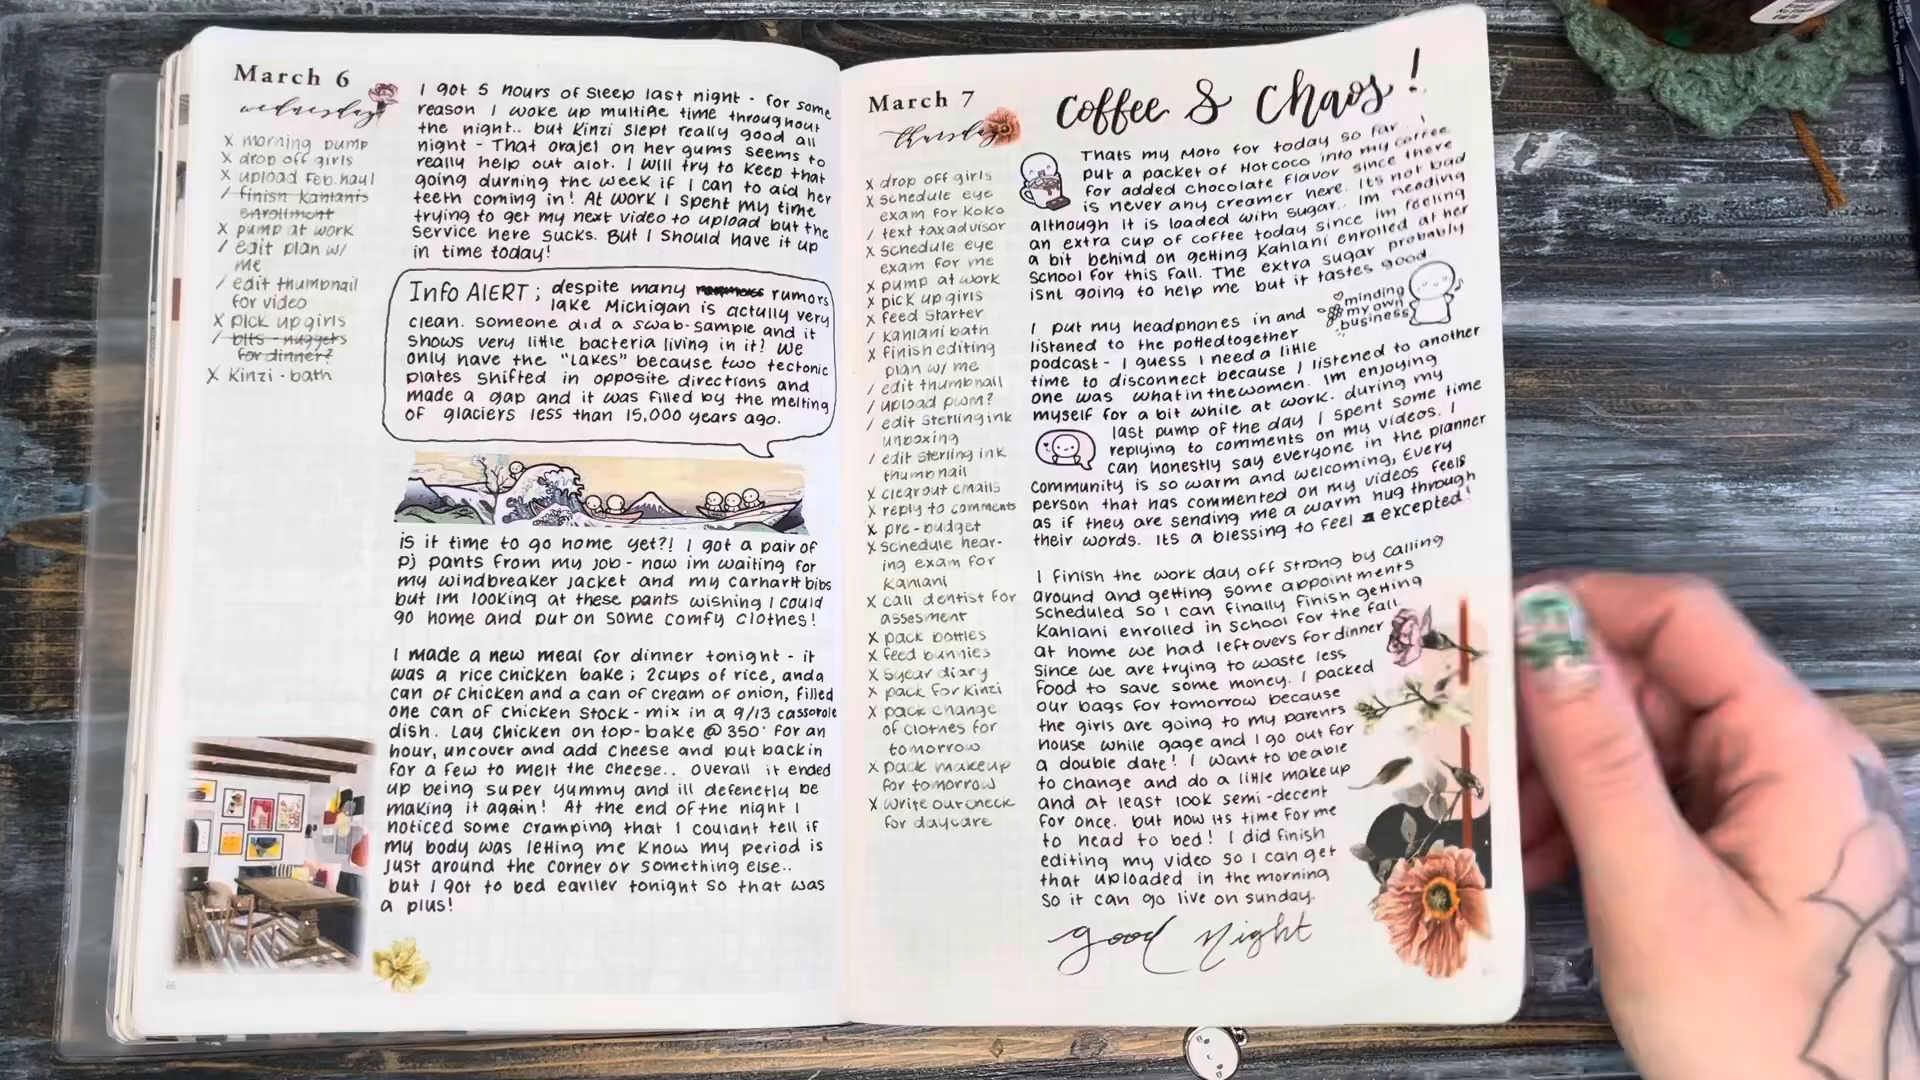 March 6
wednesday
X morning pump
X drop off girls
X upload Feb haul
/ finish Kahlanis
enrollment
X pump at work
/ edit plan w/
me
/ edit thumbnail
for video
X pick up girls
/ bits - nuggets
for dinner?
X Kinzi - bath
I got 5 hours of sleep last night - for some
reason I woke up multiple time throughout
the night.. but Kinzi slept really good all
night - That orajel on her gums seems to
really help out alot. I will try to keep that
going durning the week if I can to aid her
teeth coming in! At work I spent my time
trying to get my next video to upload but the
service here sucks. But I should have it up
in time today!
Info AlERT ; despite many rumors
lake Michigan is actully very
clean. someone did a swab-sample and it
shows very little bacteria living in it! We
only have the "Lakes" because two tectonic
plates shifted in opposite directions and
made a gap and it was filled by the melting
of glaciers less than 15,000 years ago.
is it time to go home yet?! I got a pair of
pj pants from my job - now im waiting for
my windbreaker jacket and my carhartt bibs
but im looking at these pants wishing I could
go home and put on some comfy clothes!
I made a new meal for dinner tonight - it
was a rice chicken bake ; 2cups of rice, and a
can of chicken and a can of cream of onion, filled
one can of chicken stock - mix in a 9/13 casserole
dish. Lay chicken on top - bake @ 350° for an
hour, uncover and add cheese and put back in
for a few to melt the cheese.. overall it ended
up being super yummy and ill defenetly be
making it again! At the end of the night I
noticed some cramping that I couldnt tell if
my body was letting me know my period is
just around the corner or something else..
but I got to bed earlier tonight so that was
a plus!
66
March 7
thursday
X drop off girls
X schedule eye
exam for KoKo
/ text taxadvisor
X schedule eye
exam for me
X pump at work
X pick up girls
X feed starter
/ Kahlani bath
X finish editing
plan w/ me
/ edit thumbnail
/ upload pwm?
/ edit Sterling ink
unboxing
/ edit sterling ink
thumbnail
X clear out emails
X reply to comments
X pre-budget
X schedule hear-
ing exam for
Kahlani
X call dentist for
assesment
X pack bottles
X feed bunnies
X 5year diary
X pack for Kinzi
X pack change
of clothes for
tomorrow
X pack makeup
for tomorrow
X write out check
for daycare
Coffee & Chaos!
Thats my Moto for today so far.. I
put a packet of Hot coco into my coffee
for added chocolate flavor since there
is never any creamer here. It's not bad
although it is loaded with sugar.. Im needing
an extra cup of coffee today since im feeling
a bit behind on getting Kahlani enrolled at her
school for this fall. The extra sugar probably
isnt going to help me but it tastes good.
minding
my own
business
I put my headphones in and
listened to the pottedtogether
podcast - I guess I need a little
time to disconnect because I listened to another
one was whatinthewomen. Im enjoying
myself for a bit while at work. during my
last pump of the day I spent some time
replying to comments on my videos. I
can honestly say everyone in the planner
community is so warm and welcoming, Every
person that has commented on my videos feels
as if they are sending me a warm hug through
their words. Its a blessing to feel excepted!
I finish the work day off strong by calling
around and getting some appointments
scheduled so I can finally finish getting
Kahlani enrolled in school for the fall
at home we had leftovers for dinner
since we are trying to waste less
food to save some money. I packed
our bags for tomorrow because
the girls are going to my parents
house while gage and I go out for
a double date! I want to be able
to change and do a little makeup
and at least look semi-decent
for once. but now its time for me
to head to bed! I did finish
editing my video so I can get
that uploaded in the morning
so it can go live on sunday.
good night